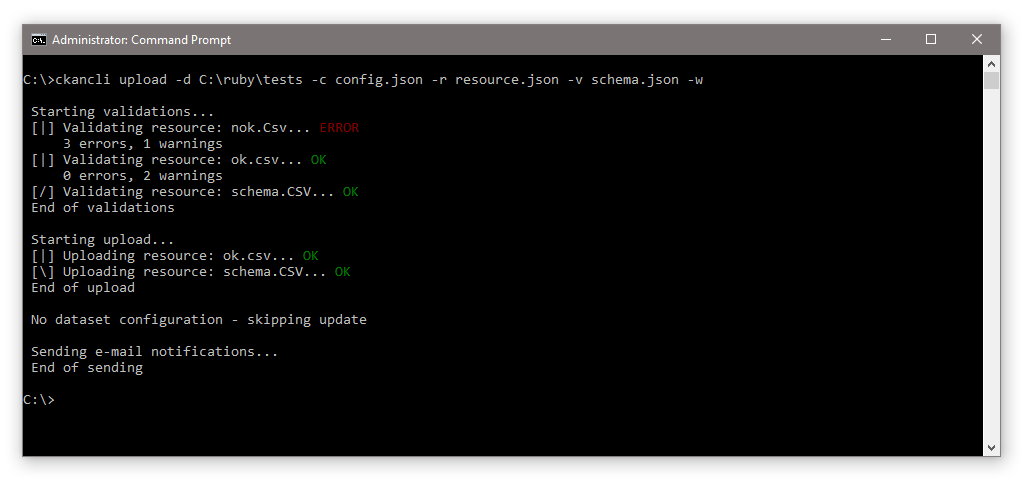 Administrator: Command Prompt
C:\>ckancli upload -d C:\ruby\tests -c config.json -r resource.json -v schema.json -w
Starting validations...
[|] Validating resource: nok.Csv... ERROR
3 errors, 1 warnings
[|] Validating resource: ok.csv... OK
0 errors, 2 warnings
[/] Validating resource: schema.CSV... OK
End of validations
Starting upload...
[|] Uploading resource: ok.csv... OK
[\] Uploading resource: schema.CSV... OK
End of upload
No dataset configuration - skipping update
Sending e-mail notifications...
End of sending
C:\>